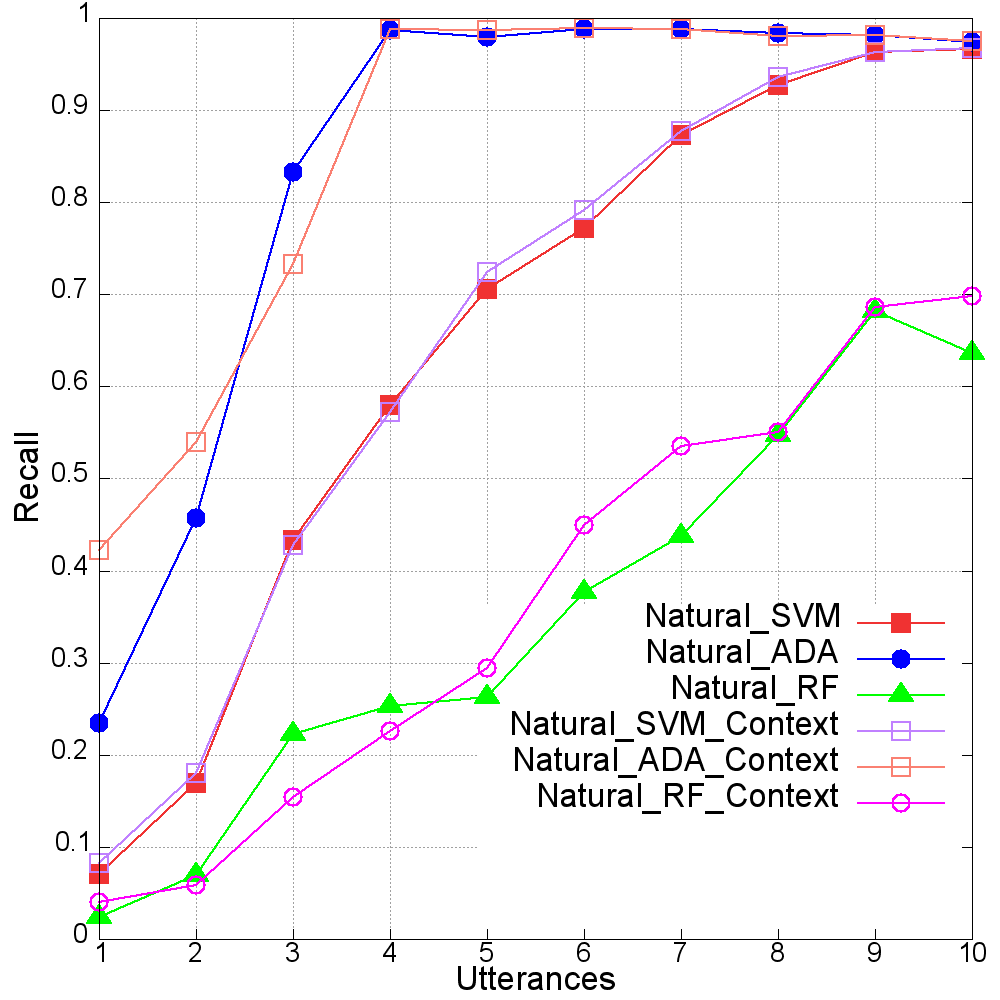 1
0.9
0.8
0.7
0.6
0.5
0.4
0.3
0.2
0.1
0
Recall
Natural_SVM
Natural_ADA
Natural_RF
Natural_SVM_Context
Natural_ADA_Context
Natural_RF_Context
1 2 3 4 5 6 7 8 9 10
Utterances